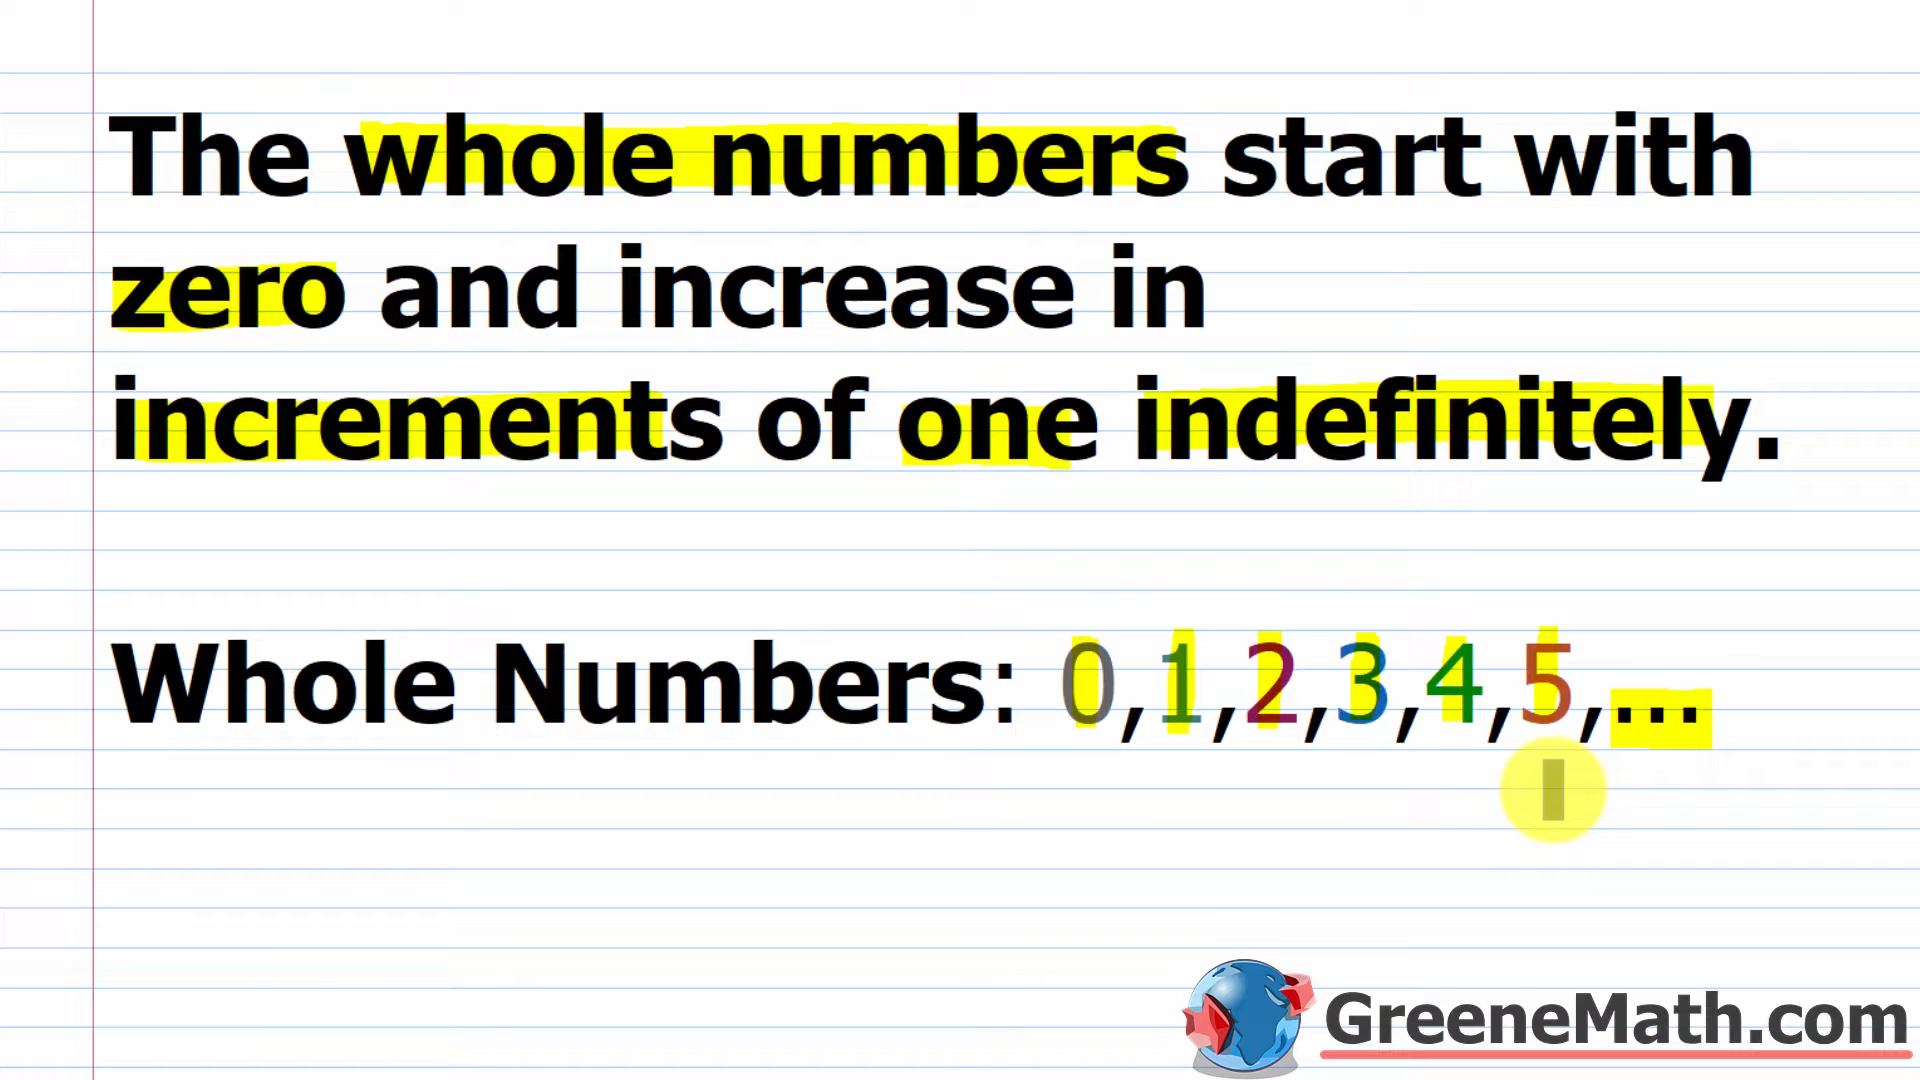 The whole numbers start with
zero and increase in
increments of one indefinitely.
Whole Numbers: 0,1,2,3,4,5,...
GreeneMath.com